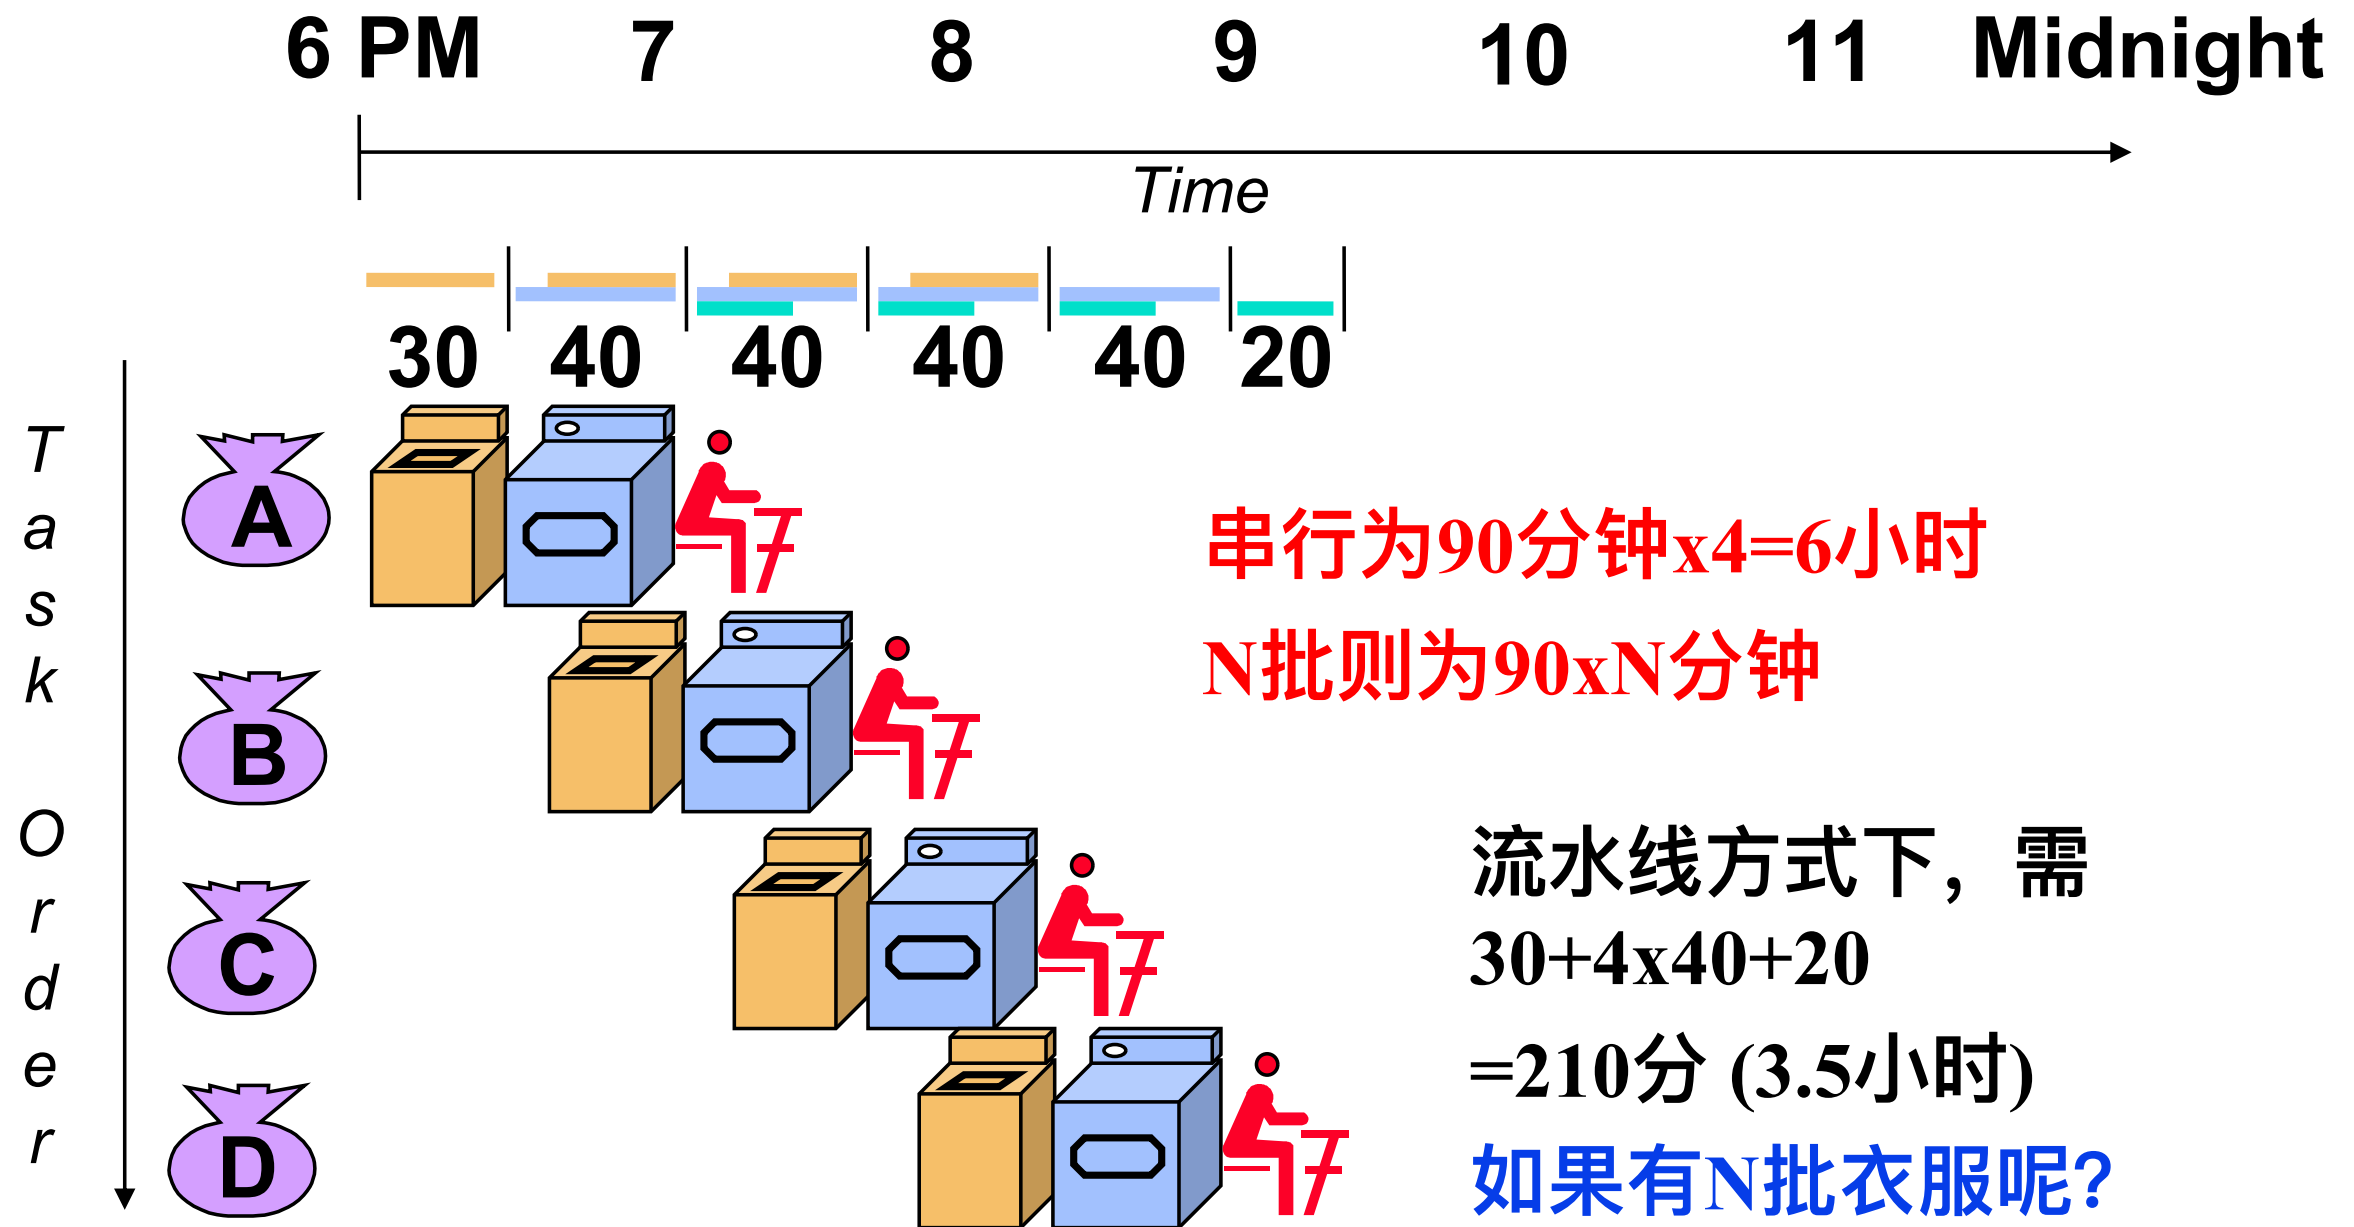 6 PM 7 8 9 10 11 Midnight
Time
30 40 40 40 40 20
Task Order
A
B
C
D
串行为90分钟x4=6小时
N批则为90xN分钟
流水线方式下，需
30+4x40+20
=210分 (3.5小时)
如果有N批衣服呢?